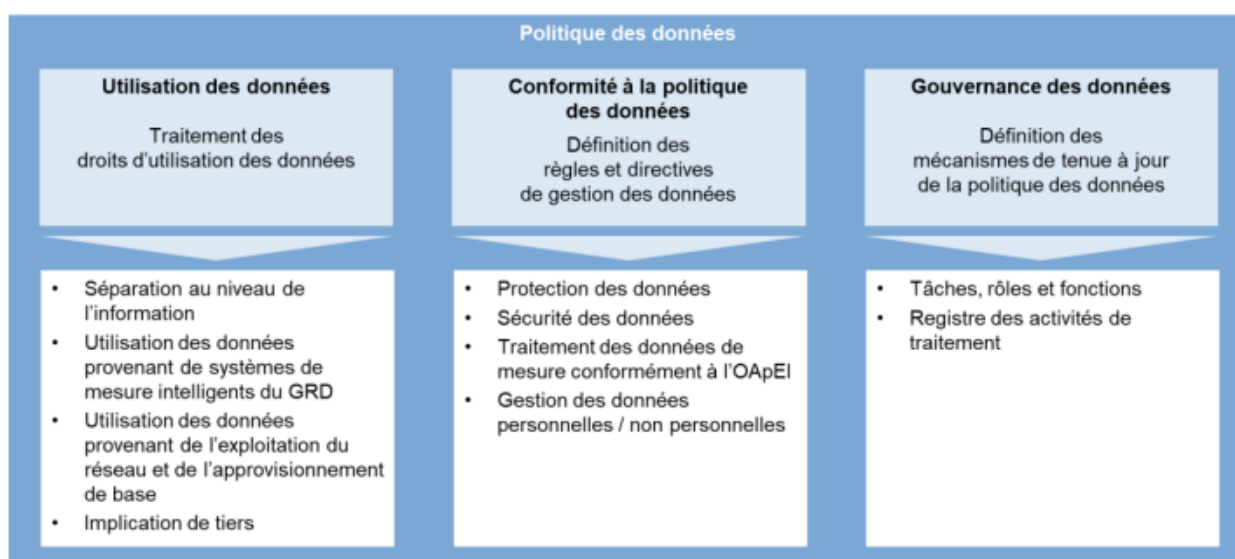 Politique des données
Utilisation des données
Traitement des
droits d'utilisation des données
• Séparation au niveau de
l'information
• Utilisation des données
provenant de systèmes de
mesure intelligents du GRD
• Utilisation des données
provenant de l'exploitation du
réseau et de l'approvisionnement
de base
• Implication de tiers
Conformité à la politique
des données
Définition des
règles et directives
de gestion des données
• Protection des données
• Sécurité des données
• Traitement des données de
mesure conformément à l'OApEl
• Gestion des données
personnelles / non personnelles
Gouvernance des données
Définition des
mécanismes de tenue à jour
de la politique des données
• Tâches, rôles et fonctions
• Registre des activités de
traitement